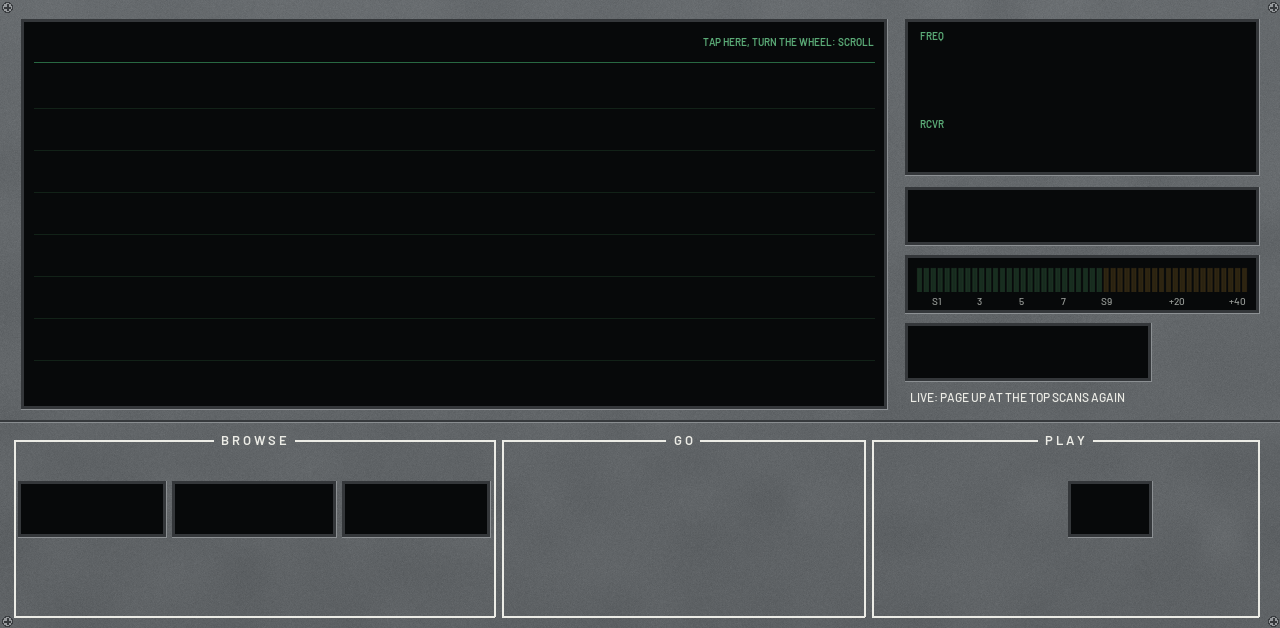 TAP HERE, TURN THE WHEEL: SCROLL
FREQ
RCVR
S1 3 5 7 S9 +20 +40
LIVE: PAGE UP AT THE TOP SCANS AGAIN
BROWSE
GO
PLAY